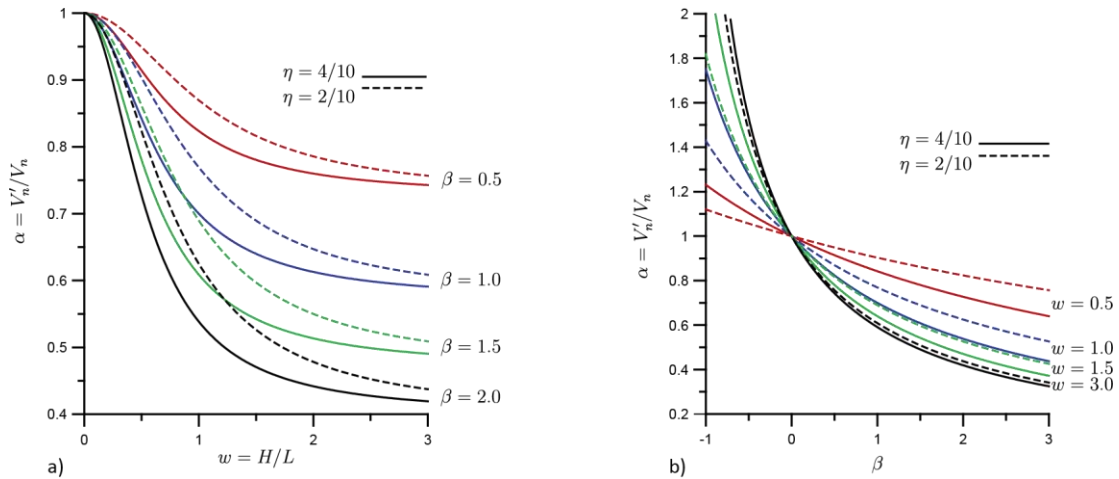 1
0.9
0.8
0.7
0.6
0.5
0.4
α = V′n/Vn
η = 4/10
η = 2/10
β = 0.5
β = 1.0
β = 1.5
β = 2.0
0 1 2 3
w = H/L
a)
2
1.8
1.6
1.4
1.2
1
0.8
0.6
0.4
0.2
α = V′n/Vn
η = 4/10
η = 2/10
w = 0.5
w = 1.0
w = 1.5
w = 3.0
-1 0 1 2 3
β
b)